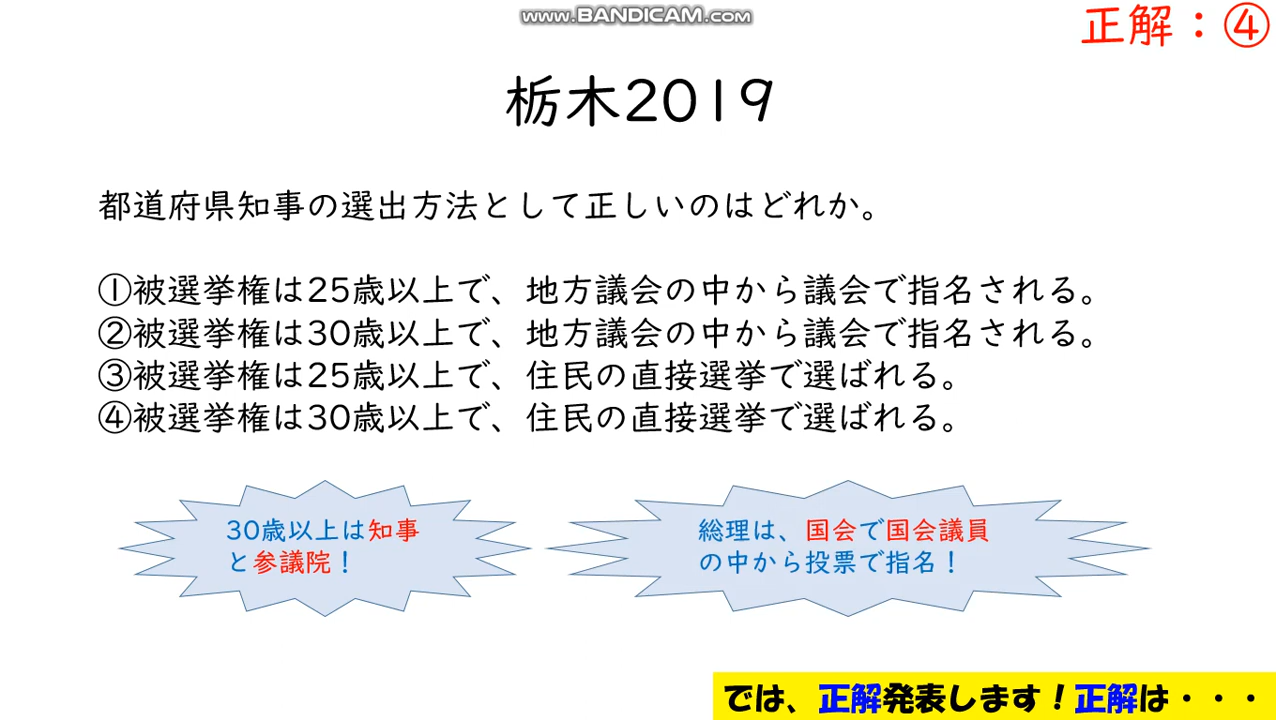 www.BANDICAM.com
正解：④
栃木2019
都道府県知事の選出方法として正しいのはどれか。
①被選挙権は25歳以上で、地方議会の中から議会で指名される。
②被選挙権は30歳以上で、地方議会の中から議会で指名される。
③被選挙権は25歳以上で、住民の直接選挙で選ばれる。
④被選挙権は30歳以上で、住民の直接選挙で選ばれる。
30歳以上は知事
と参議院！
総理は、国会で国会議員
の中から投票で指名！
では、正解発表します！正解は・・・